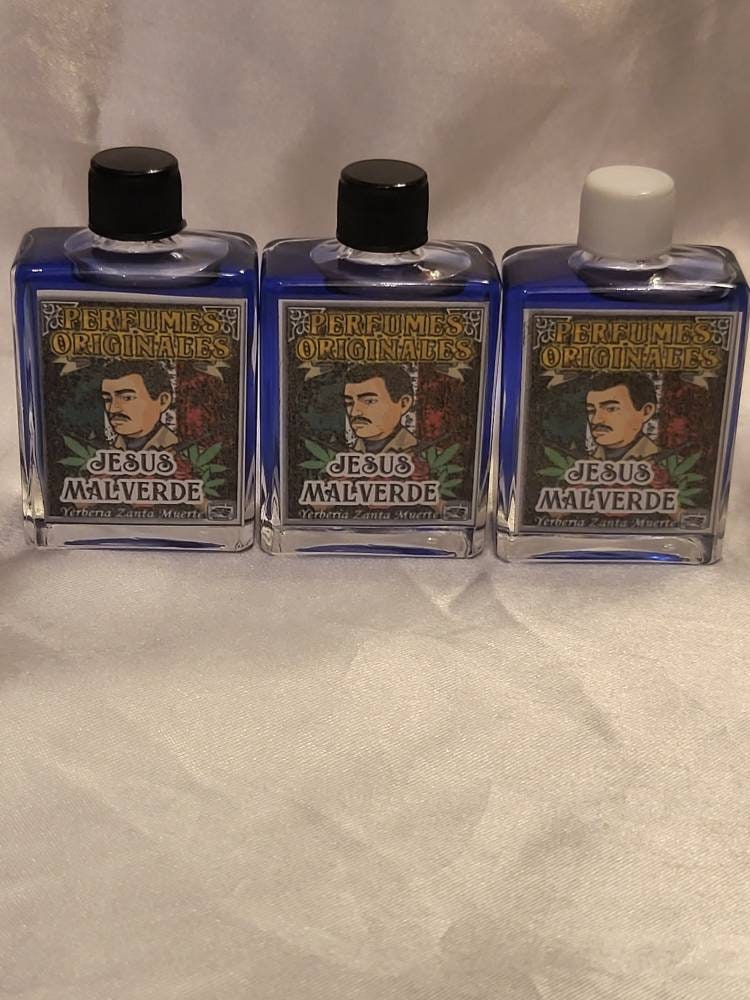 PERFUMES
ORIGINALES
JESUS
MALVERDE
Yerberia Zanta Muerte
PERFUMES
ORIGINALES
JESUS
MALVERDE
Yerberia Zanta Muerte
PERFUMES
ORIGINALES
JESUS
MALVERDE
Yerberia Zanta Muerte